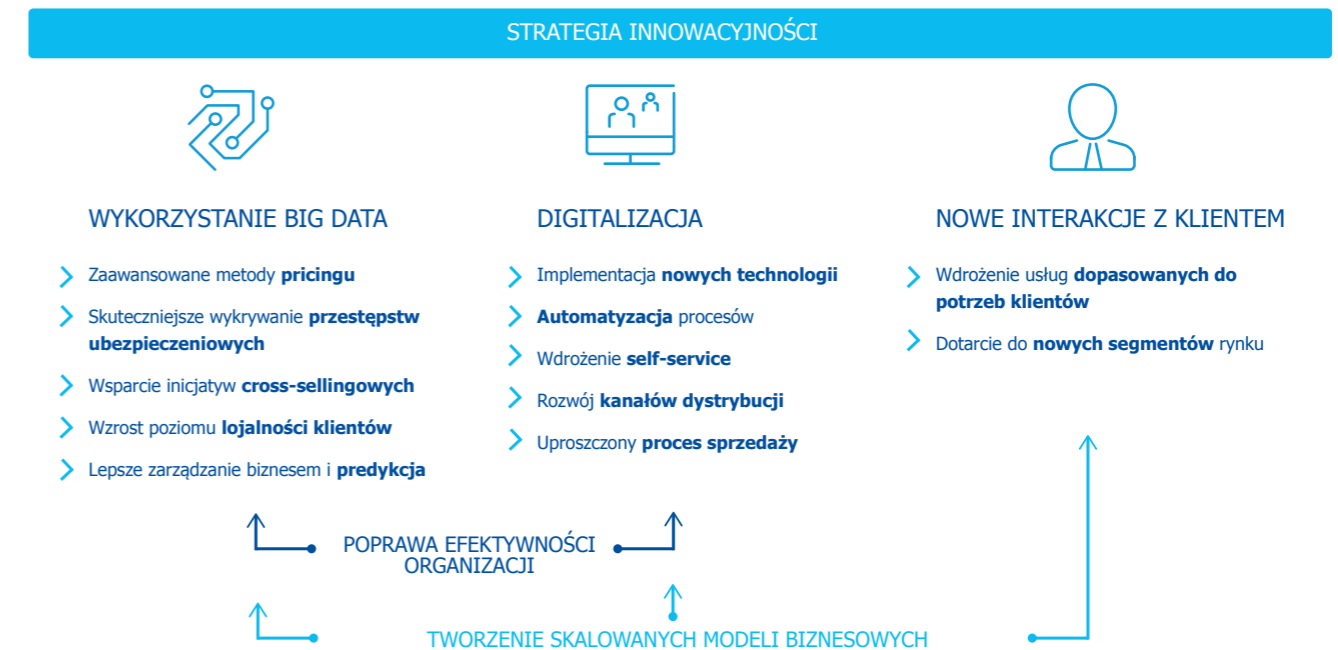 STRATEGIA INNOWACYJNOŚCI
WYKORZYSTANIE BIG DATA
Zaawansowane metody pricingu
Skuteczniejsze wykrywanie przestępstw
ubezpieczeniowych
Wsparcie inicjatyw cross-sellingowych
Wzrost poziomu lojalności klientów
Lepsze zarządzanie biznesem i predykcja
DIGITALIZACJA
Implementacja nowych technologii
Automatyzacja procesów
Wdrożenie self-service
Rozwój kanałów dystrybucji
Uproszczony proces sprzedaży
NOWE INTERAKCJE Z KLIENTEM
Wdrożenie usług dopasowanych do
potrzeb klientów
Dotarcie do nowych segmentów rynku
POPRAWA EFEKTYWNOŚCI
ORGANIZACJI
TWORZENIE SKALOWANYCH MODELI BIZNESOWYCH